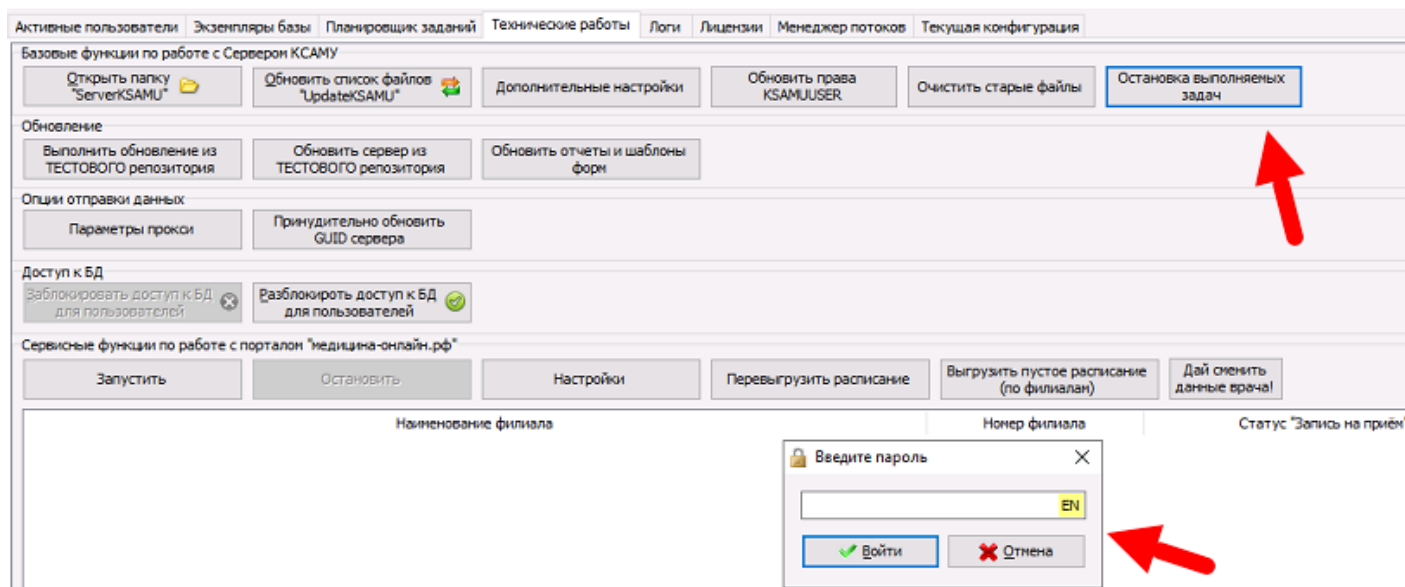 Активные пользователи Экземпляры базы Планировщик заданий Технические работы Логи Лицензии Менеджер потоков Текущая конфигурация
Базовые функции по работе с Сервером КСАМУ
Открыть папку
"ServerKSAMU"
Обновить список файлов
"UpdateKSAMU"
Дополнительные настройки
Обновить права
KSAMUUSER
Очистить старые файлы
Остановка выполняемых
задач
Обновление
Выполнить обновление из
ТЕСТОВОГО репозитория
Обновить сервер из
ТЕСТОВОГО репозитория
Обновить отчеты и шаблоны
форм
Опции отправки данных
Параметры прокси
Принудительно обновить
GUID сервера
Доступ к БД
Заблокировать доступ к БД
для пользователей
Разблокироть доступ к БД
для пользователей
Сервисные функции по работе с порталом "медицина-онлайн.рф"
Запустить
Остановить
Настройки
Перевыгрузить расписание
Выгрузить пустое расписание
(по филиалам)
Дай сменить
данные врача!
Наименование филиала Номер филиала Статус "Запись на приём"
Введите пароль
EN
Войти Отмена